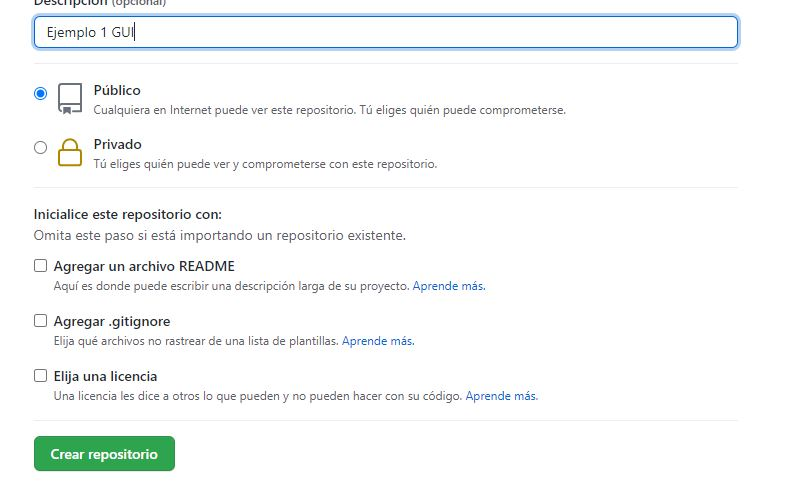 Descripción (opcional)
Ejemplo 1 GUI
Público
Cualquiera en Internet puede ver este repositorio. Tú eliges quién puede comprometerse.
Privado
Tú eliges quién puede ver y comprometerse con este repositorio.
Inicialice este repositorio con:
Omita este paso si está importando un repositorio existente.
Agregar un archivo README
Aquí es donde puede escribir una descripción larga de su proyecto. Aprende más.
Agregar .gitignore
Elija qué archivos no rastrear de una lista de plantillas. Aprende más.
Elija una licencia
Una licencia les dice a otros lo que pueden y no pueden hacer con su código. Aprende más.
Crear repositorio